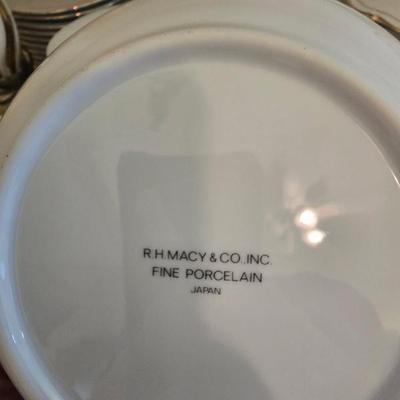 R.H.MACY & CO.,INC.
FINE PORCELAIN
JAPAN